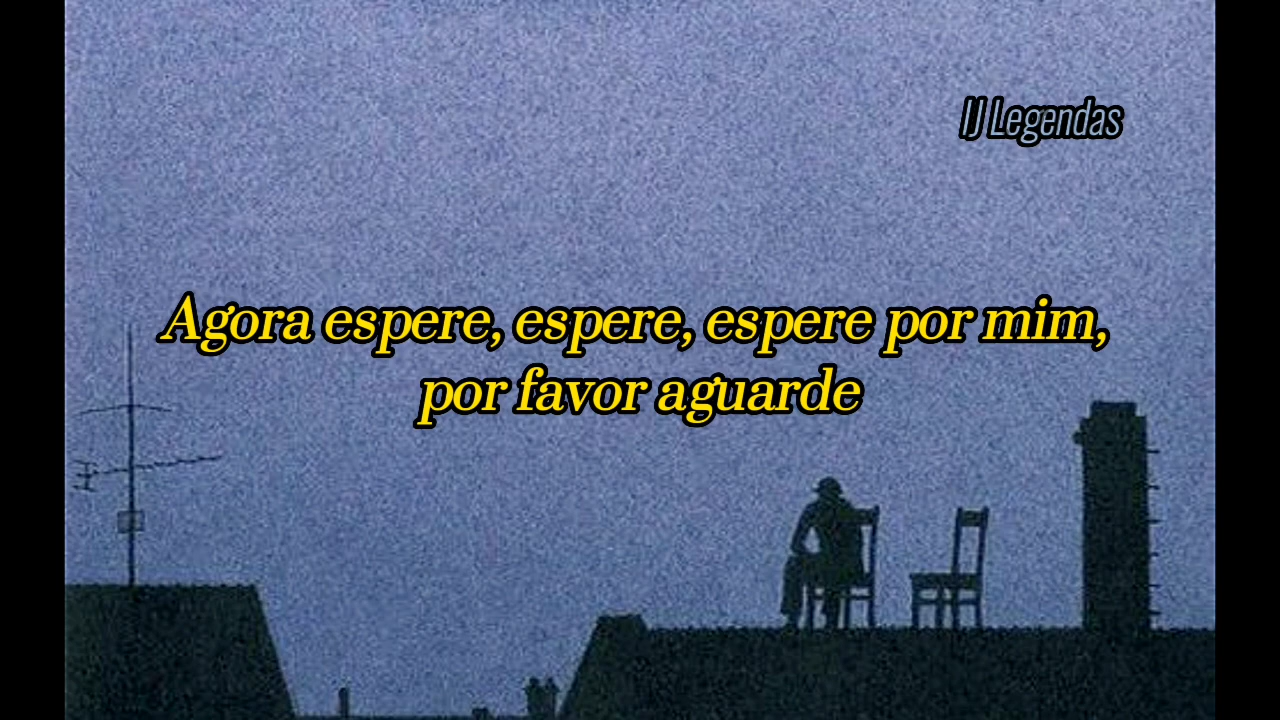 IJ Legendas
Agora espere, espere, espere por mim,
por favor aguarde